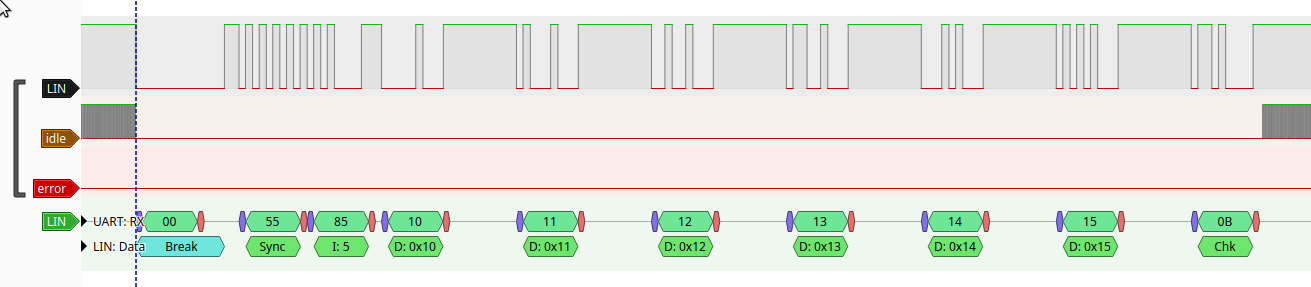 LIN
idle
error
LIN UART: RX 00 55 85 10 11 12 13 14 15 0B
LIN: Data Break Sync I: 5 D: 0x10 D: 0x11 D: 0x12 D: 0x13 D: 0x14 D: 0x15 Chk